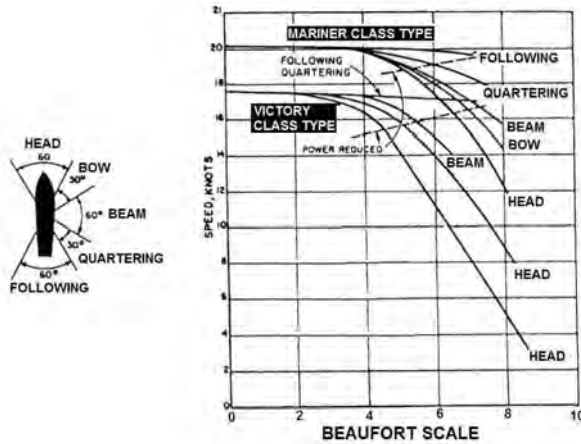 HEAD
60
BOW
30°
60° BEAM
30°
QUARTERING
60°
FOLLOWING
SPEED, KNOTS
20
18
16
14
12
10
8
6
4
2
0
MARINER CLASS TYPE
FOLLOWING
QUARTERING
FOLLOWING
QUARTERING
VICTORY
CLASS TYPE
POWER REDUCED
BEAM
BOW
BEAM
HEAD
HEAD
HEAD
0 2 4 6 8 10
BEAUFORT SCALE